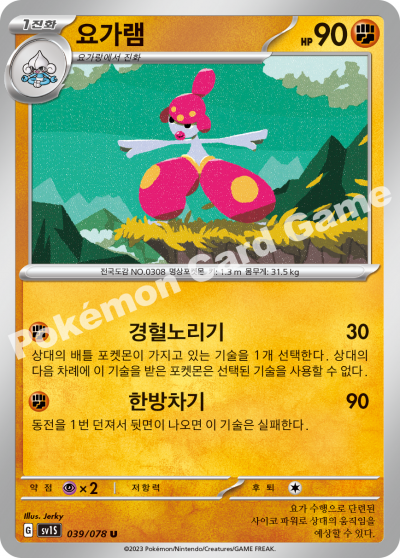 1진화 요가램 HP 90
요가랑에서 진화
전국도감 NO.0308 명상포켓몬 키: 1.3 m 몸무게: 31.5 kg
Pokémon Card Game
경혈노리기 30
상대의 배틀 포켓몬이 가지고 있는 기술을 1개 선택한다. 상대의
다음 차례에 이 기술을 받은 포켓몬은 선택된 기술을 사용할 수 없다.
한방차기 90
동전을 1번 던져서 뒷면이 나오면 이 기술은 실패한다.
약점 ×2 저항력 후퇴
Illus. Jerky
G sv1S 039/078 U
요가 수행으로 단련한
사이코 파워로 상대의 움직임을
예상할 수 있다.
©2023 Pokémon/Nintendo/Creatures/GAME FREAK.